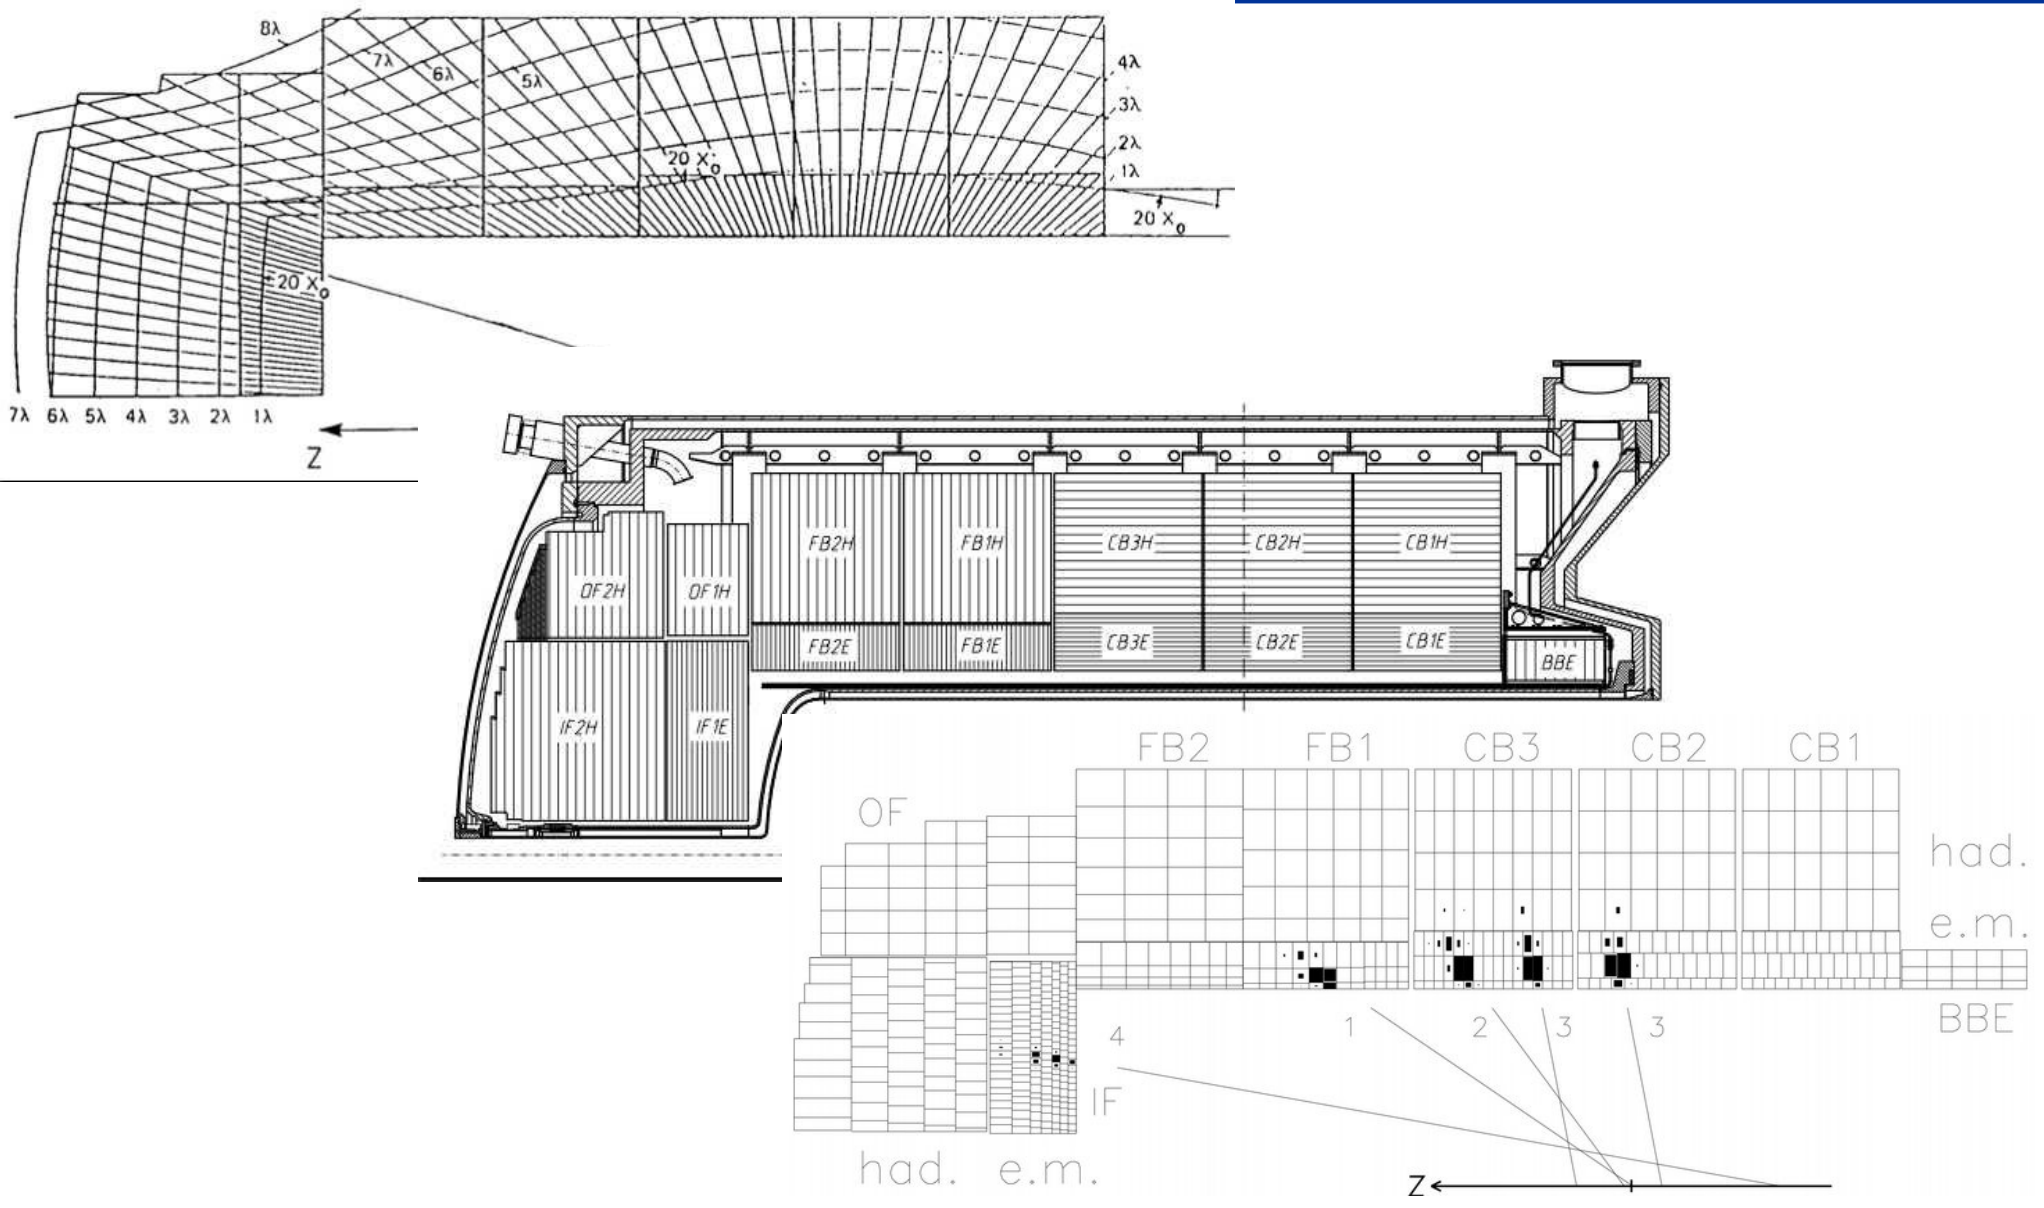 8λ
7λ
6λ
5λ
4λ
3λ
2λ
1λ
20 X₀
20 X₀
20 X₀
7λ 6λ 5λ 4λ 3λ 2λ 1λ
Z
FB2H FB1H CB3H CB2H CB1H
OF2H OF1H
FB2E FB1E CB3E CB2E CB1E BBE
IF2H IF1E
FB2 FB1 CB3 CB2 CB1
OF
had.
e.m.
BBE
4 1 2 3 3
IF
had. e.m.
Z